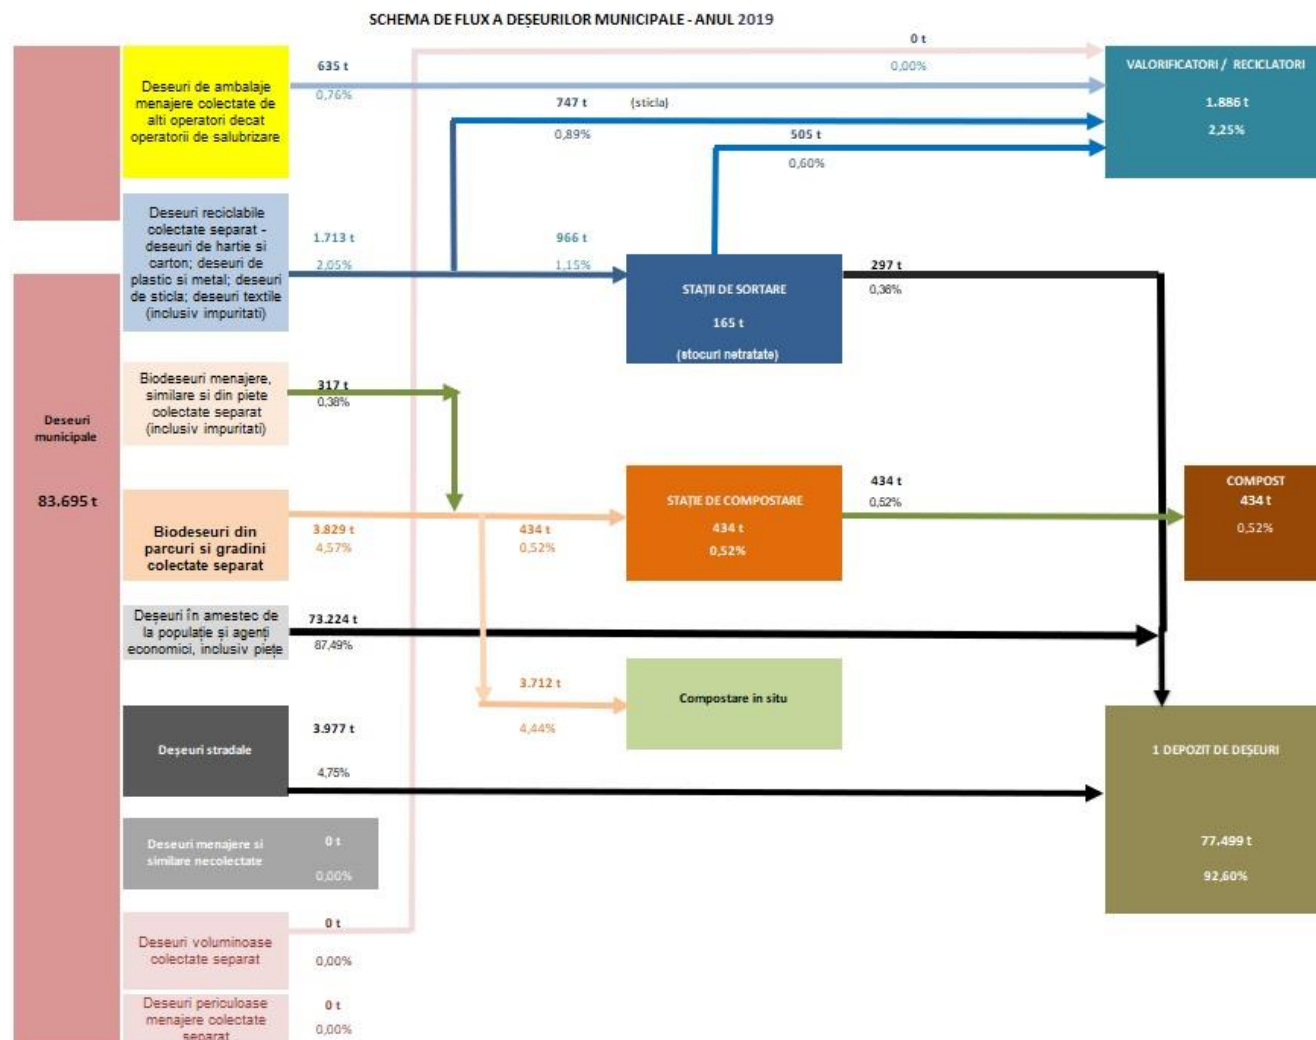 SCHEMA DE FLUX A DEȘEURILOR MUNICIPALE - ANUL 2019
Deseuri
municipale
83.695 t
Deseuri de ambalaje
menajere colectate de
alti operatori decat
operatorii de salubrizare
635 t
0,76%
0 t
0,00%
747 t
(sticla)
0,89%
505 t
0,60%
VALORIFICATORI / RECICLATORI
1.886 t
2,25%
Deseuri reciclabile
colectate separat -
deseuri de hartie si
carton; deseuri de
plastic si metal; deseuri
de sticla; deseuri textile
(inclusiv impuritati)
1.713 t
2,05%
966 t
1,15%
STAȚII DE SORTARE
165 t
(stocuri netratate)
297 t
0,36%
Biodeseuri menajere,
similare si din piete
colectate separat
(inclusiv impuritati)
317 t
0,38%
Biodeseuri din
parcuri si gradini
colectate separat
3.829 t
4,57%
434 t
0,52%
STAȚIE DE COMPOSTARE
434 t
0,52%
434 t
0,52%
COMPOST
434 t
0,52%
Deșeuri în amestec de
la populație și agenți
economici, inclusiv piețe
73.224 t
87,49%
3.712 t
4,44%
Compostare in situ
Deșeuri stradale
3.977 t
4,75%
1 DEPOZIT DE DEȘEURI
77.499 t
92,60%
Deseuri menajere si
similare necolectate
0 t
0,00%
Deseuri voluminoase
colectate separat
0 t
0,00%
Deseuri periculoase
menajere colectate
separat
0 t
0,00%